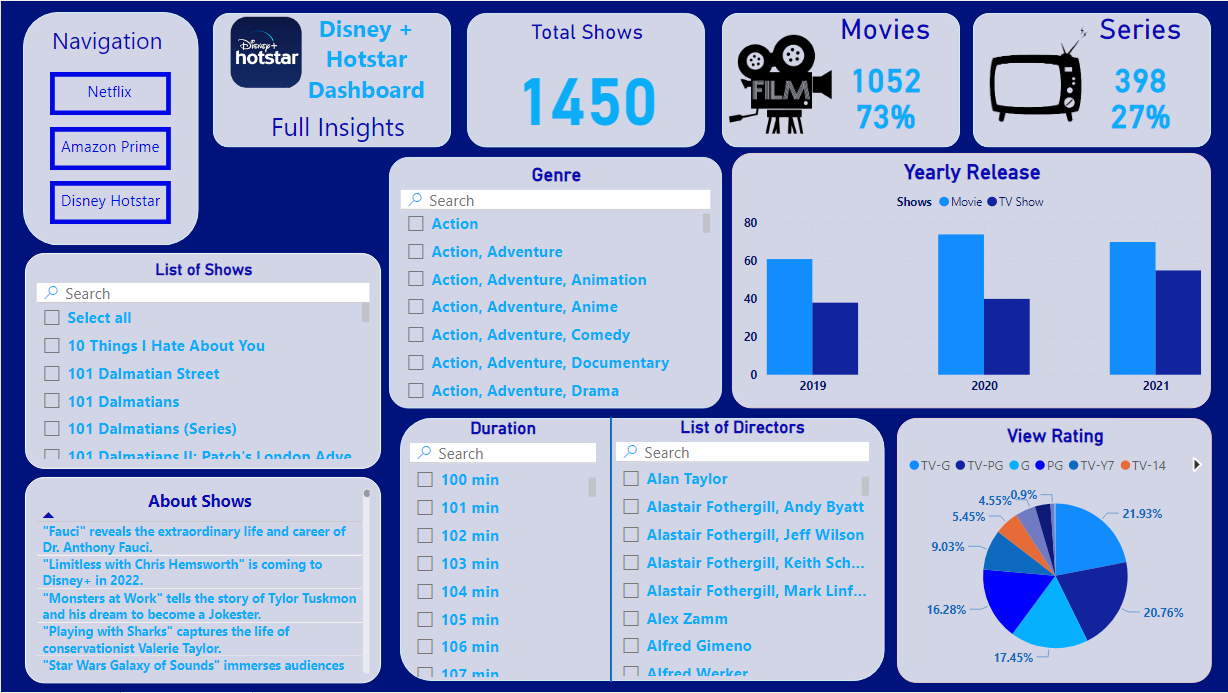 Navigation
Netflix
Amazon Prime
Disney Hotstar
Disney+
hotstar
Disney +
Hotstar
Dashboard
Full Insights
Total Shows
1450
FILM
Movies
1052
73%
Series
398
27%
List of Shows
Search
Select all
10 Things I Hate About You
101 Dalmatian Street
101 Dalmatians
101 Dalmatians (Series)
101 Dalmatians II: Patch's London Adve
Genre
Search
Action
Action, Adventure
Action, Adventure, Animation
Action, Adventure, Anime
Action, Adventure, Comedy
Action, Adventure, Documentary
Action, Adventure, Drama
Yearly Release
Shows Movie TV Show
80
60
40
20
0
2019 2020 2021
About Shows
"Fauci" reveals the extraordinary life and career of
Dr. Anthony Fauci.
"Limitless with Chris Hemsworth" is coming to
Disney+ in 2022.
"Monsters at Work" tells the story of Tylor Tuskmon
and his dream to become a Jokester.
"Playing with Sharks" captures the life of
conservationist Valerie Taylor.
"Star Wars Galaxy of Sounds" immerses audiences
Duration
Search
100 min
101 min
102 min
103 min
104 min
105 min
106 min
107 min
List of Directors
Search
Alan Taylor
Alastair Fothergill, Andy Byatt
Alastair Fothergill, Jeff Wilson
Alastair Fothergill, Keith Sch...
Alastair Fothergill, Mark Linf...
Alex Zamm
Alfred Gimeno
Alfred Werker
View Rating
TV-G TV-PG G PG TV-Y7 TV-14
0.9%
4.55%
5.45%
9.03%
16.28%
17.45%
20.76%
21.93%